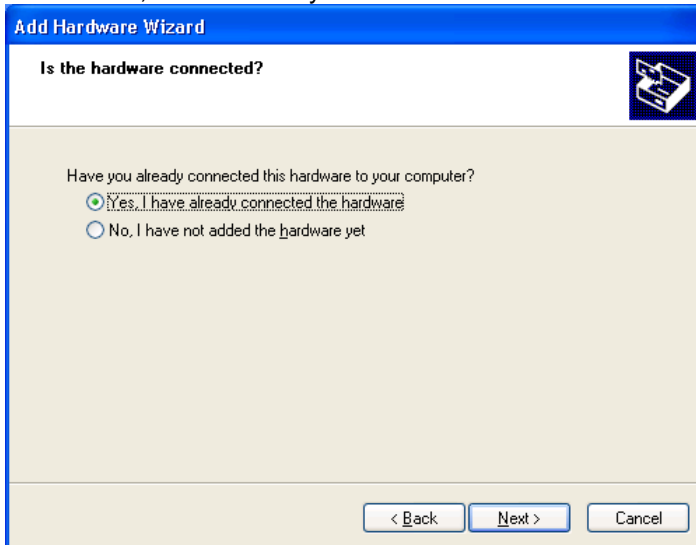 Add Hardware Wizard
Is the hardware connected?
Have you already connected this hardware to your computer?
Yes, I have already connected the hardware
No, I have not added the hardware yet
< Back Next > Cancel